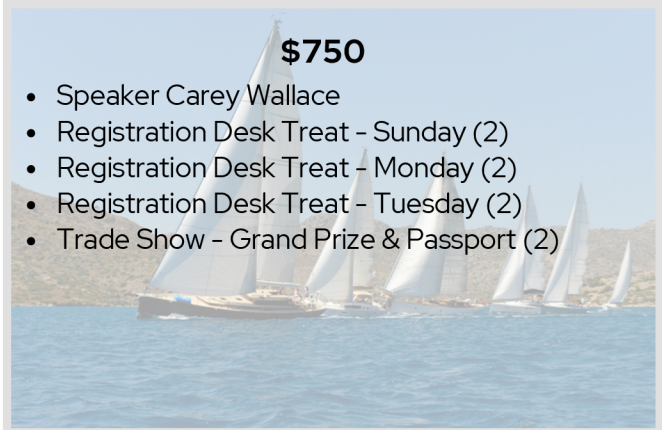 $750
• Speaker Carey Wallace
• Registration Desk Treat - Sunday (2)
• Registration Desk Treat - Monday (2)
• Registration Desk Treat - Tuesday (2)
• Trade Show - Grand Prize & Passport (2)